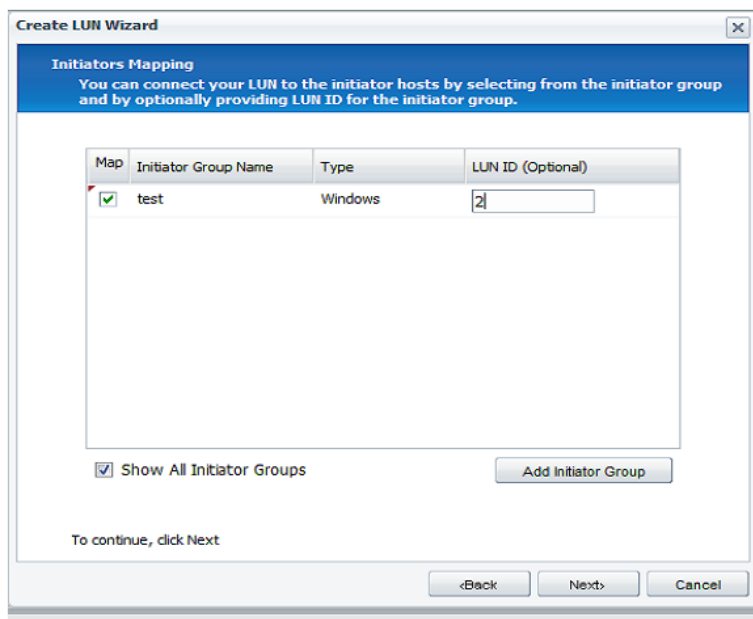 Create LUN Wizard
Initiators Mapping
You can connect your LUN to the initiator hosts by selecting from the initiator group
and by optionally providing LUN ID for the initiator group.
Map Initiator Group Name Type LUN ID (Optional)
test Windows 2
Show All Initiator Groups Add Initiator Group
To continue, click Next
<Back Next> Cancel